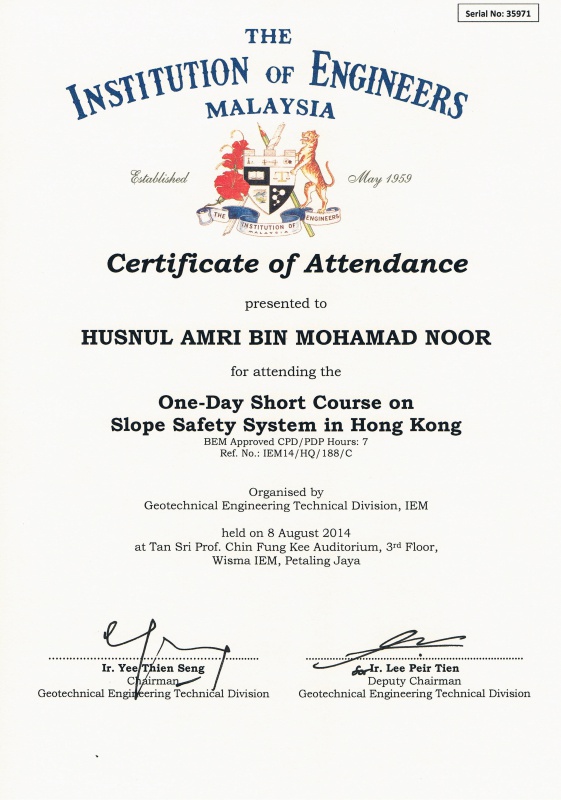 Serial No: 35971
THE
INSTITUTION OF ENGINEERS
MALAYSIA
Established May 1959
THE INSTITUTION OF ENGINEERS
MALAYSIA
Certificate of Attendance
presented to
HUSNUL AMRI BIN MOHAMAD NOOR
for attending the
One-Day Short Course on
Slope Safety System in Hong Kong
BEM Approved CPD/PDP Hours: 7
Ref. No.: IEM14/HQ/188/C
Organised by
Geotechnical Engineering Technical Division, IEM
held on 8 August 2014
at Tan Sri Prof. Chin Fung Kee Auditorium, 3rd Floor,
Wisma IEM, Petaling Jaya
Ir. Yee Thien Seng
Chairman
Geotechnical Engineering Technical Division
for Ir. Lee Peir Tien
Deputy Chairman
Geotechnical Engineering Technical Division